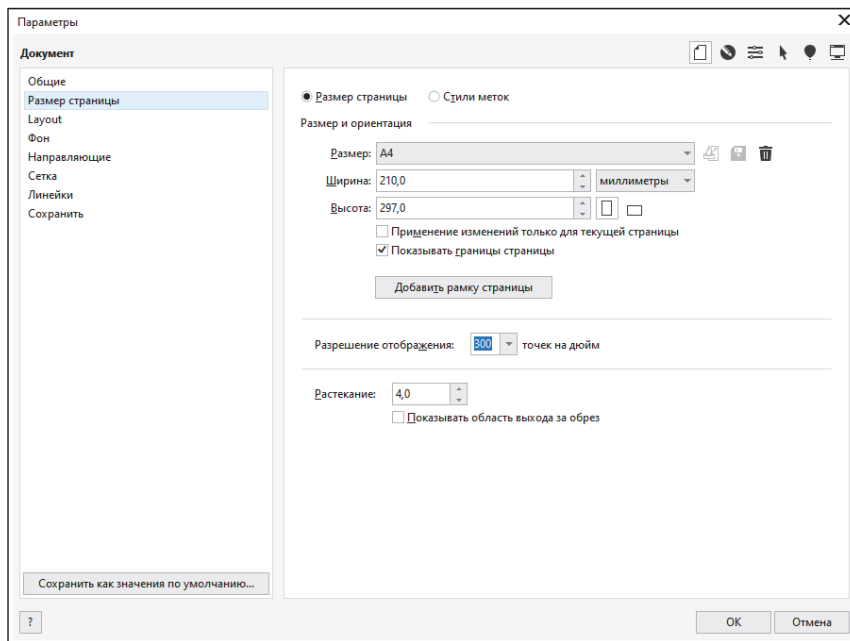 Параметры
Документ
Общие
Размер страницы
Layout
Фон
Направляющие
Сетка
Линейки
Сохранить
Сохранить как значения по умолчанию...
Размер страницы Стили меток
Размер и ориентация
Размер: A4
Ширина: 210,0 миллиметры
Высота: 297,0
Применение изменений только для текущей страницы
Показывать границы страницы
Добавить рамку страницы
Разрешение отображения: 300 точек на дюйм
Растекание: 4,0
Показывать область выхода за обрез
? ОК Отмена